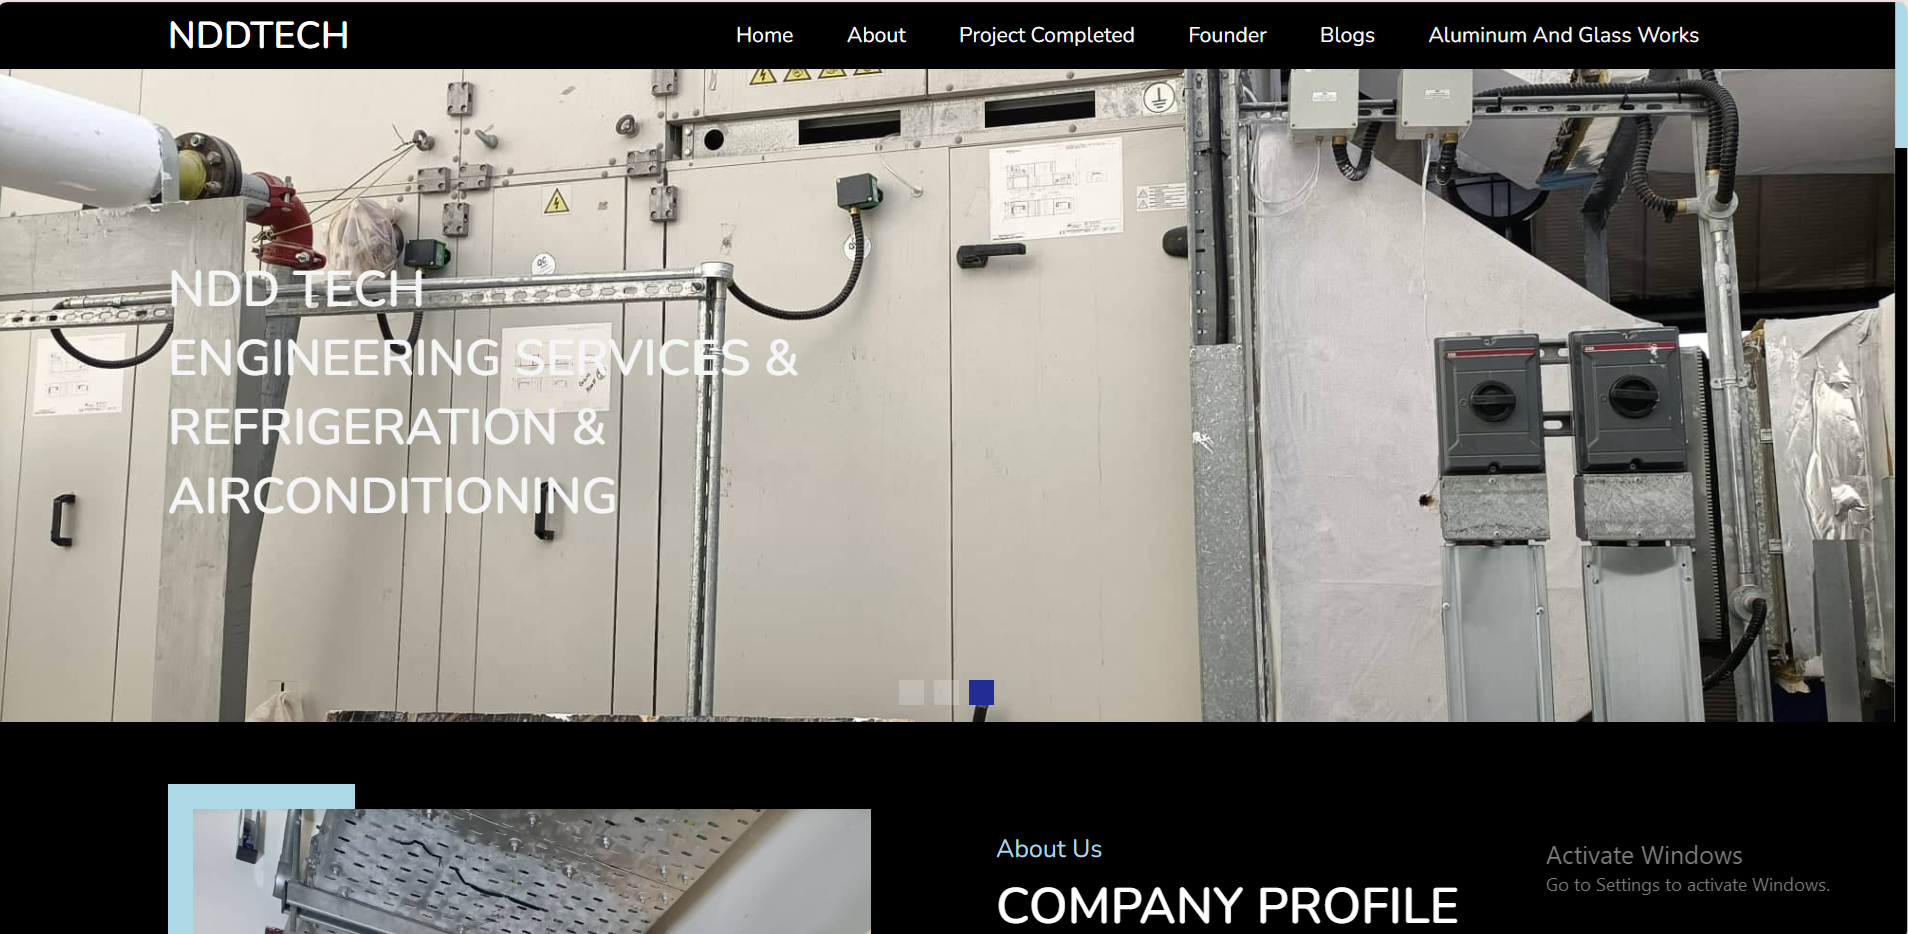 NDDTECH
Home
About
Project Completed
Founder
Blogs
Aluminum And Glass Works
NDD TECH
ENGINEERING SERVICES &
REFRIGERATION &
AIRCONDITIONING
About Us
COMPANY PROFILE
Activate Windows
Go to Settings to activate Windows.